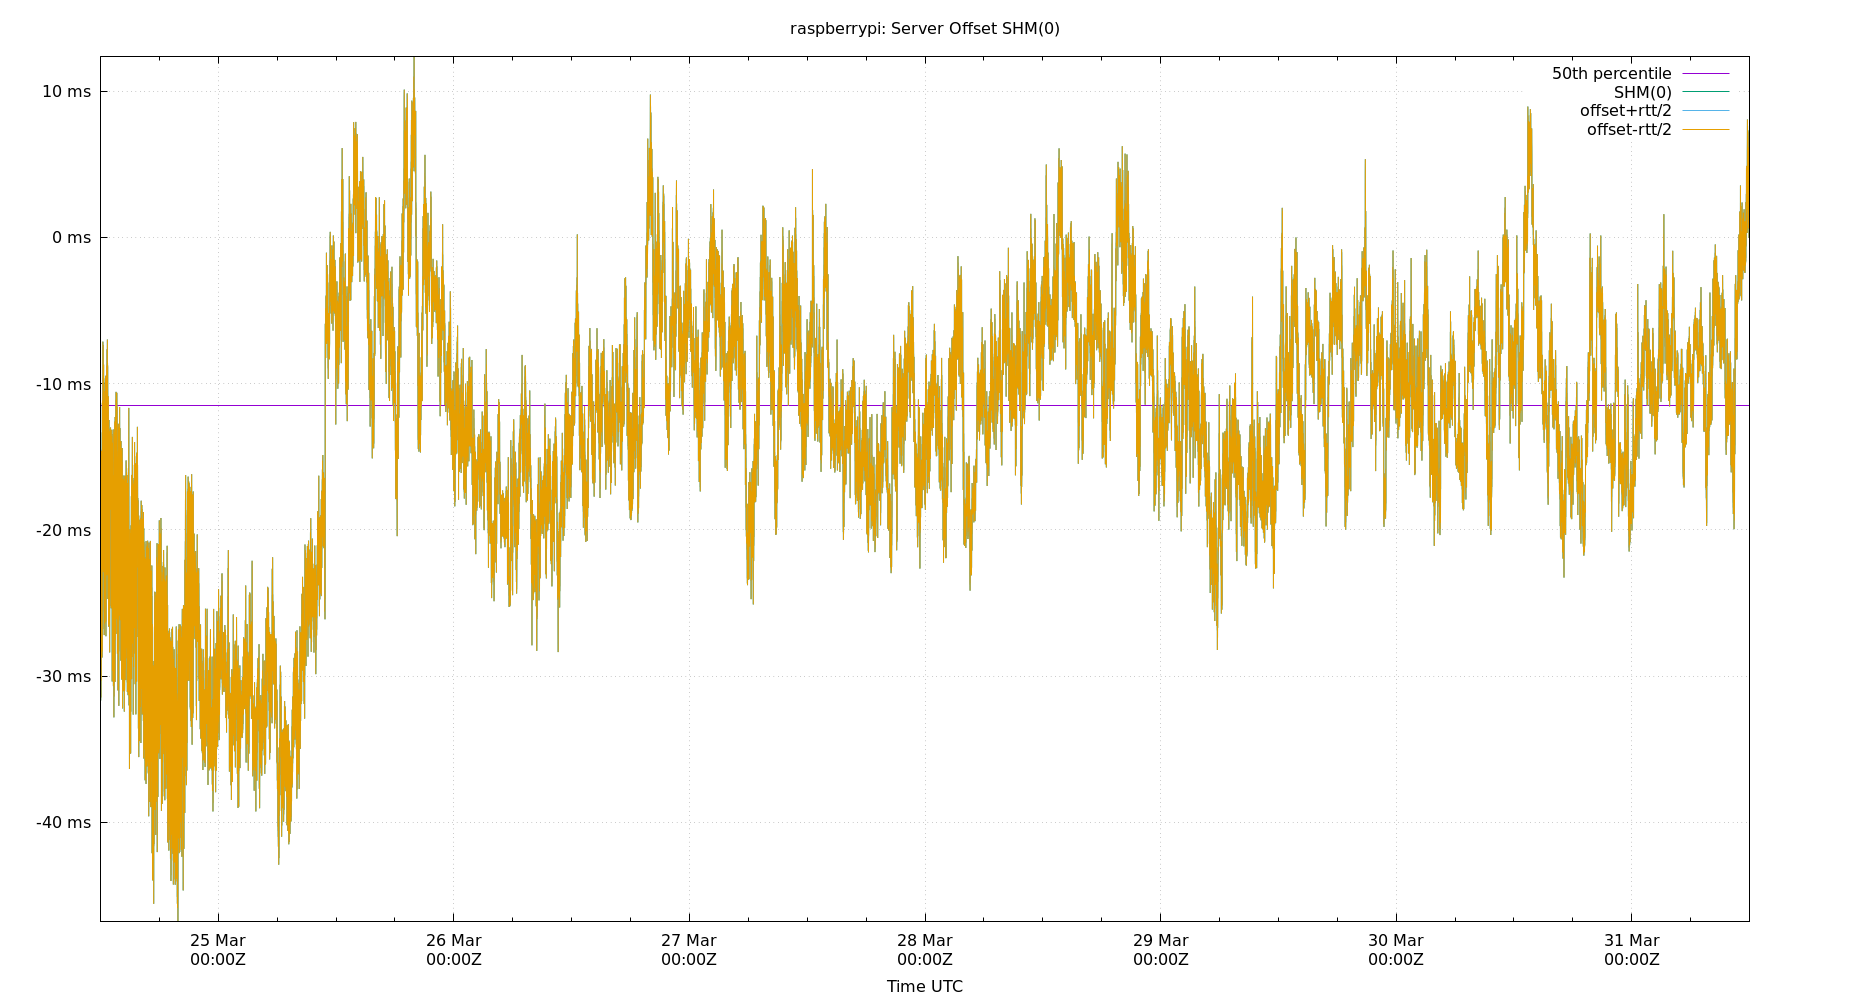 raspberrypi: Server Offset SHM(0)
50th percentile
SHM(0)
offset+rtt/2
offset-rtt/2
10 ms
0 ms
-10 ms
-20 ms
-30 ms
-40 ms
25 Mar 26 Mar 27 Mar 28 Mar 29 Mar 30 Mar 31 Mar
00:00Z 00:00Z 00:00Z 00:00Z 00:00Z 00:00Z 00:00Z
Time UTC